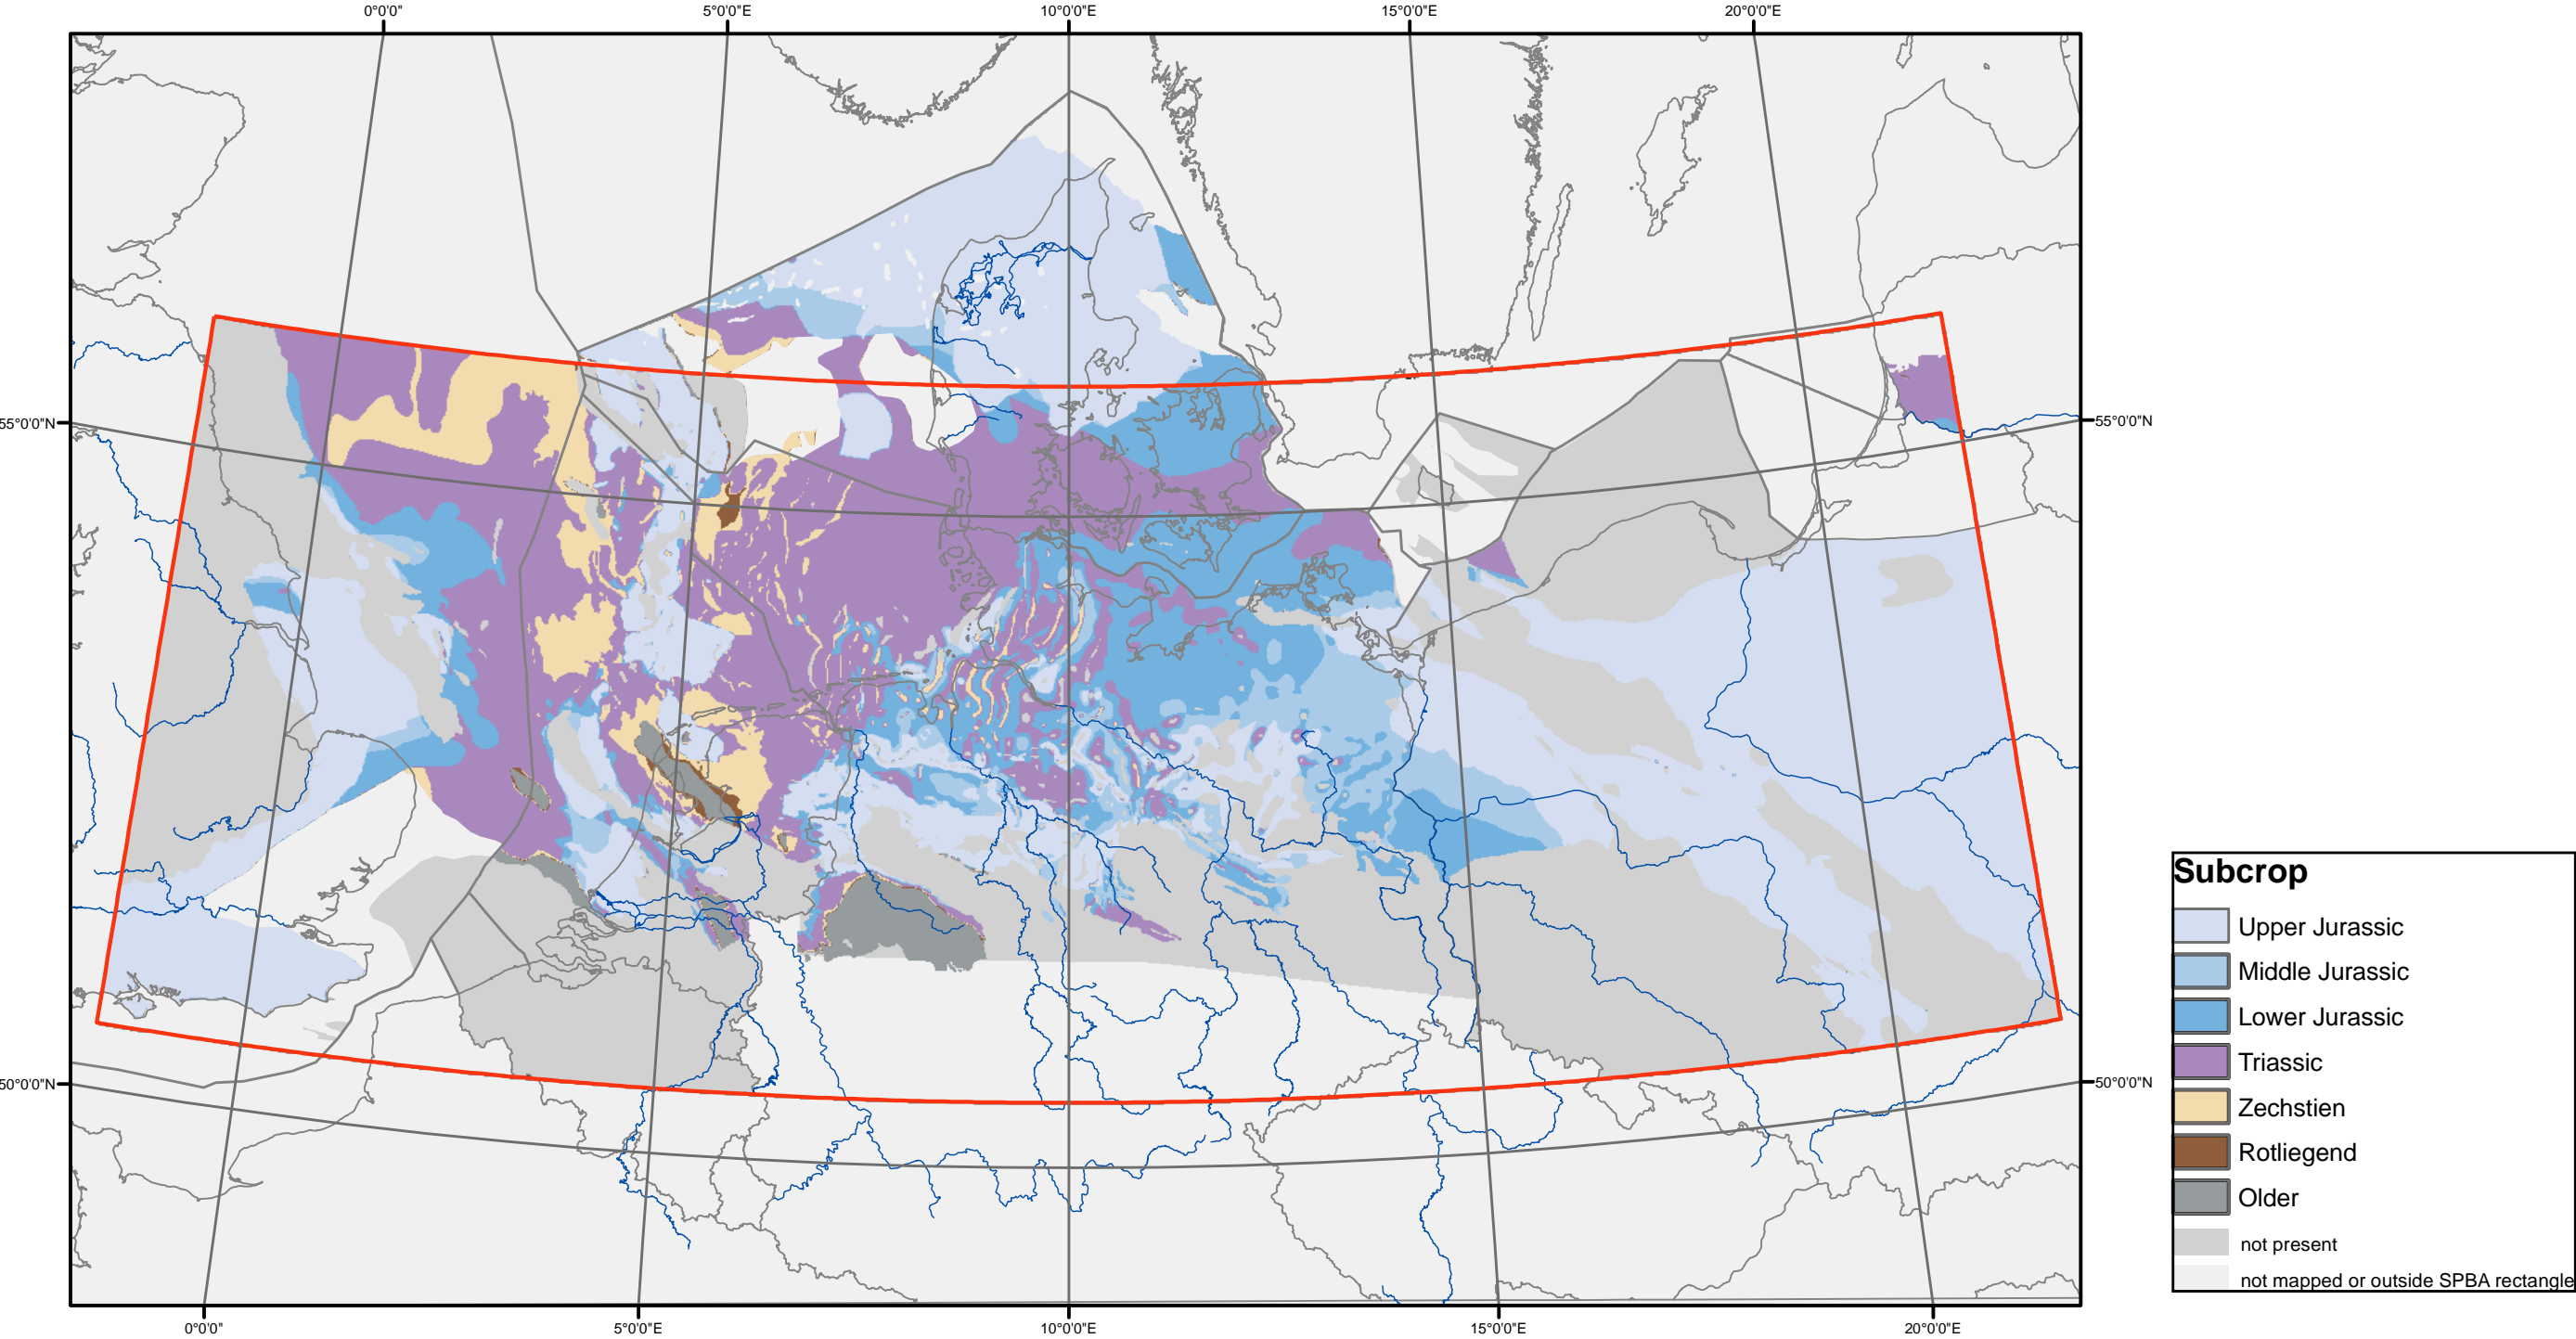 0°0'0" 5°0'0"E 10°0'0"E 15°0'0"E 20°0'0"E
55°0'0"N 55°0'0"N
Subcrop
Upper Jurassic
Middle Jurassic
Lower Jurassic
Triassic
Zechstien
Rotliegend
Older
not present
not mapped or outside SPBA rectangle
50°0'0"N 50°0'0"N
0°0'0" 5°0'0"E 10°0'0"E 15°0'0"E 20°0'0"E